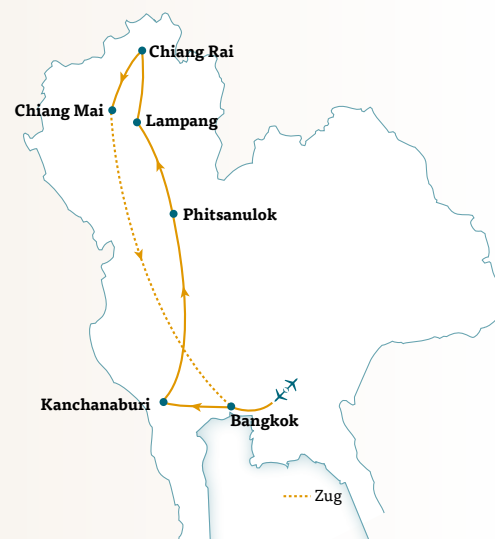 Chiang Rai
Chiang Mai
Lampang
Phitsanulok
Kanchanaburi
Bangkok
Zug